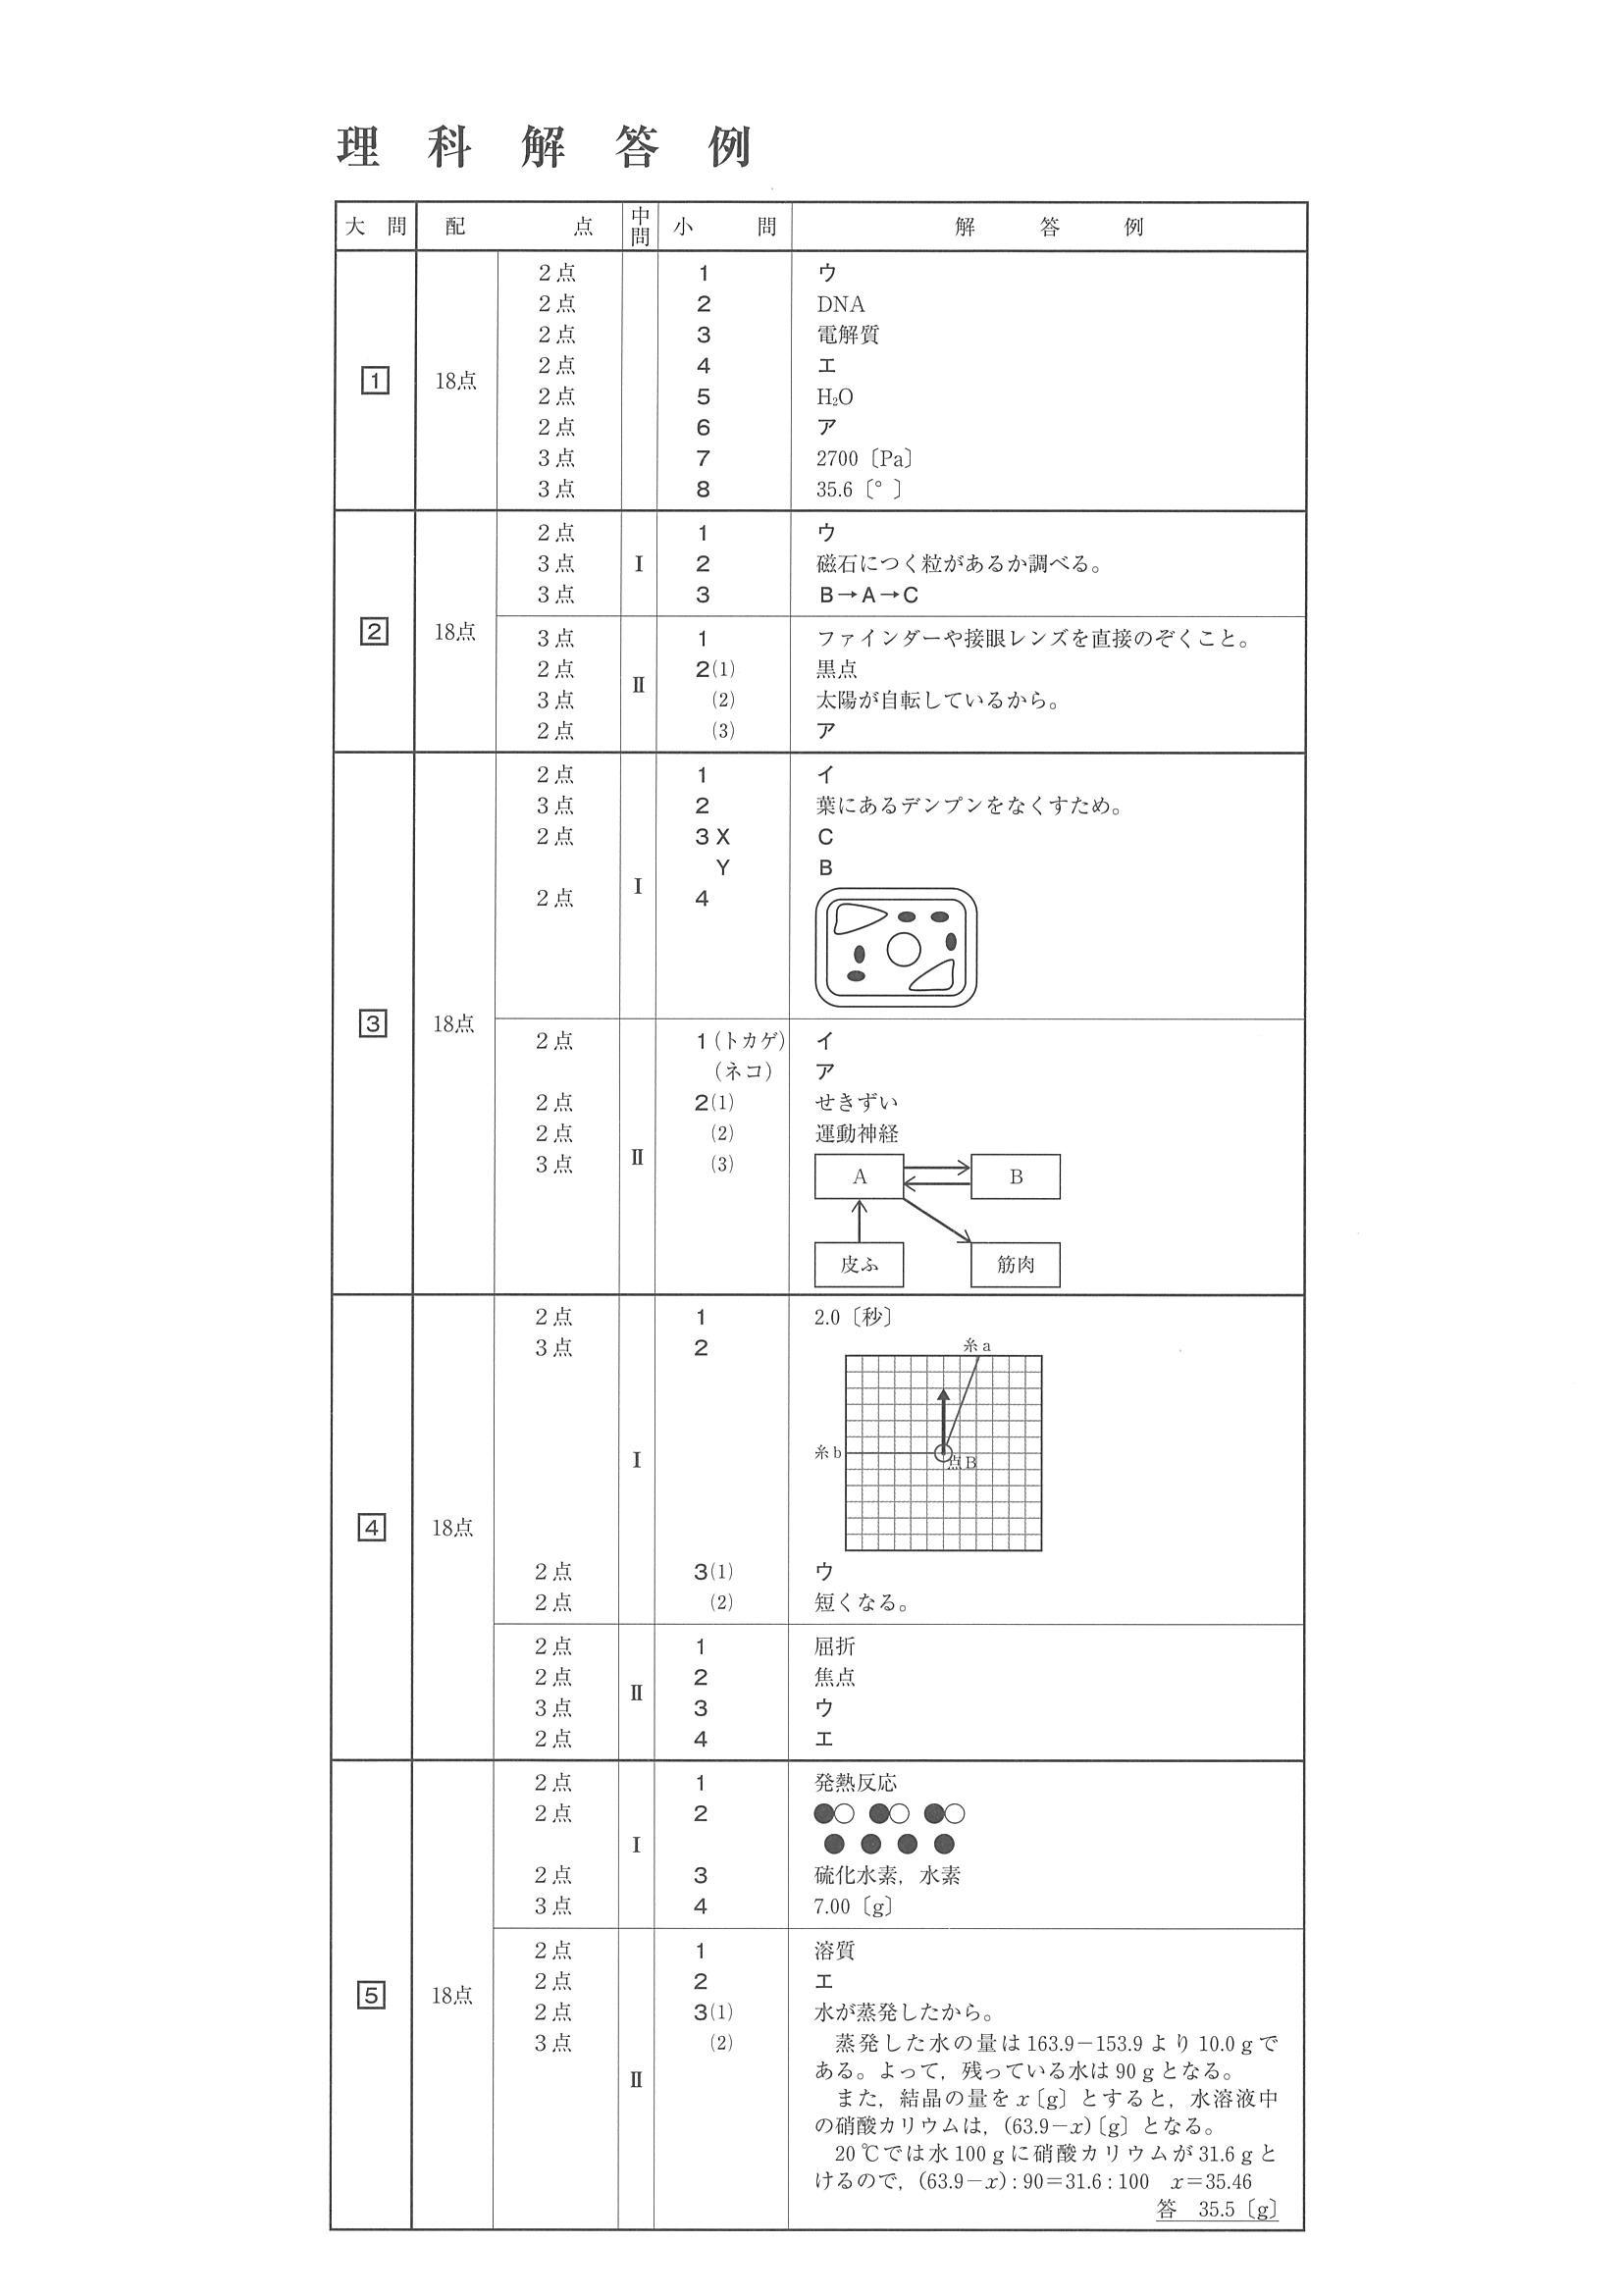 理科解答例
大問 配点 中問 小問 解答例
1 18点
2点 1 ウ
2点 2 DNA
2点 3 電解質
2点 4 エ
2点 5 H₂O
2点 6 ア
3点 7 2700〔Pa〕
3点 8 35.6〔°〕
2 18点
Ⅰ
2点 1 ウ
3点 2 磁石につく粒があるか調べる。
3点 3 B→A→C
Ⅱ
3点 1 ファインダーや接眼レンズを直接のぞくこと。
2点 2(1) 黒点
3点 (2) 太陽が自転しているから。
2点 (3) ア
3 18点
Ⅰ
2点 1 イ
3点 2 葉にあるデンプンをなくすため。
2点 3 X C
Y B
2点 4
Ⅱ
2点 1(トカゲ) イ
(ネコ) ア
2点 2(1) せきずい
2点 (2) 運動神経
3点 (3)
A B
皮ふ 筋肉
4 18点
Ⅰ
2点 1 2.0〔秒〕
3点 2
糸a
糸b
点B
2点 3(1) ウ
2点 (2) 短くなる。
Ⅱ
2点 1 屈折
2点 2 焦点
3点 3 ウ
2点 4 エ
5 18点
Ⅰ
2点 1 発熱反応
2点 2 ●○ ●○ ●○
● ● ● ●
2点 3 硫化水素，水素
3点 4 7.00〔g〕
Ⅱ
2点 1 溶質
2点 2 エ
2点 3(1) 水が蒸発したから。
3点 (2) 蒸発した水の量は163.9−153.9より10.0gで
ある。よって，残っている水は90gとなる。
また，結晶の量をx〔g〕とすると，水溶液中
の硝酸カリウムは，(63.9−x)〔g〕となる。
20℃では水100gに硝酸カリウムが31.6gと
けるので，(63.9−x):90=31.6:100 x=35.46
答 35.5〔g〕